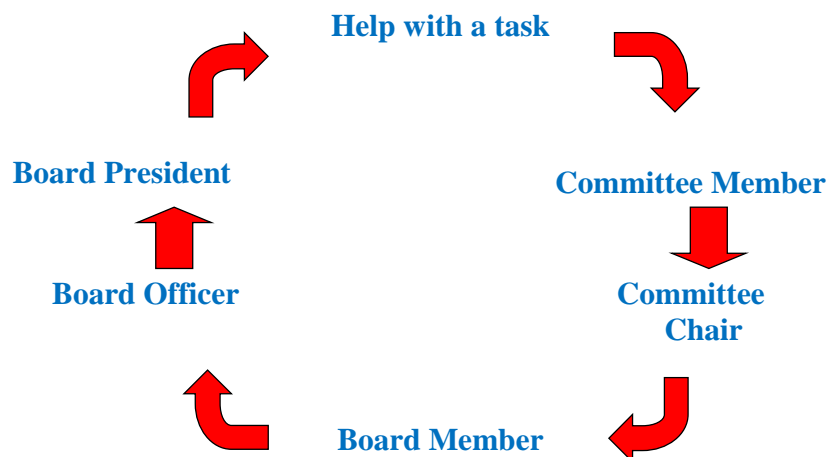 Help with a task
Board President
Committee Member
Board Officer
Committee
Chair
Board Member